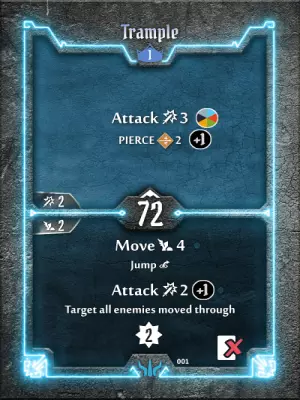 Trample
1
Attack 3
PIERCE 2 +1
2
72
2
Move 4
Jump
Attack 2 +1
Target all enemies moved through
2
001